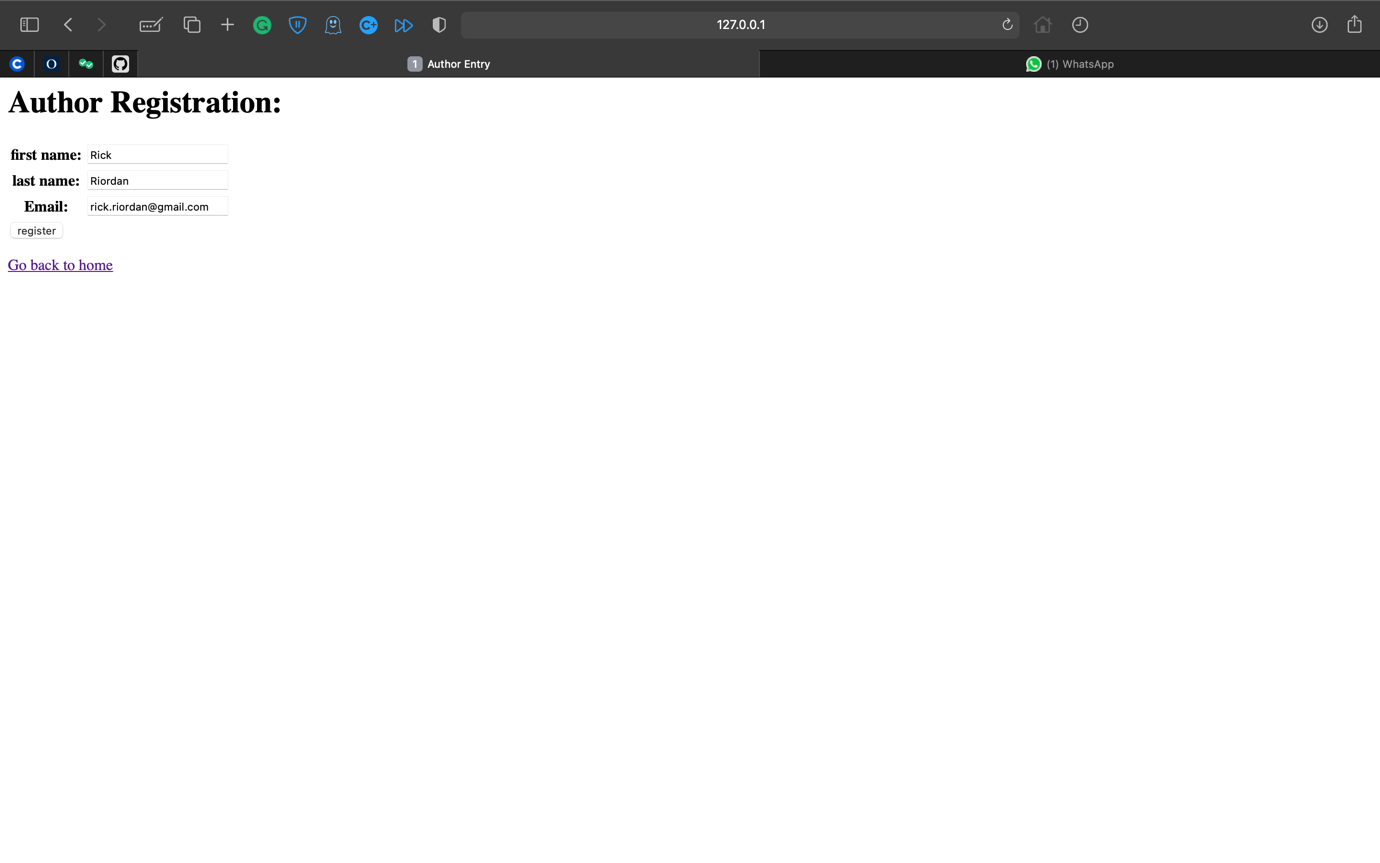 127.0.0.1
1 Author Entry
(1) WhatsApp
Author Registration:
first name: Rick
last name: Riordan
Email: rick.riordan@gmail.com
register
Go back to home